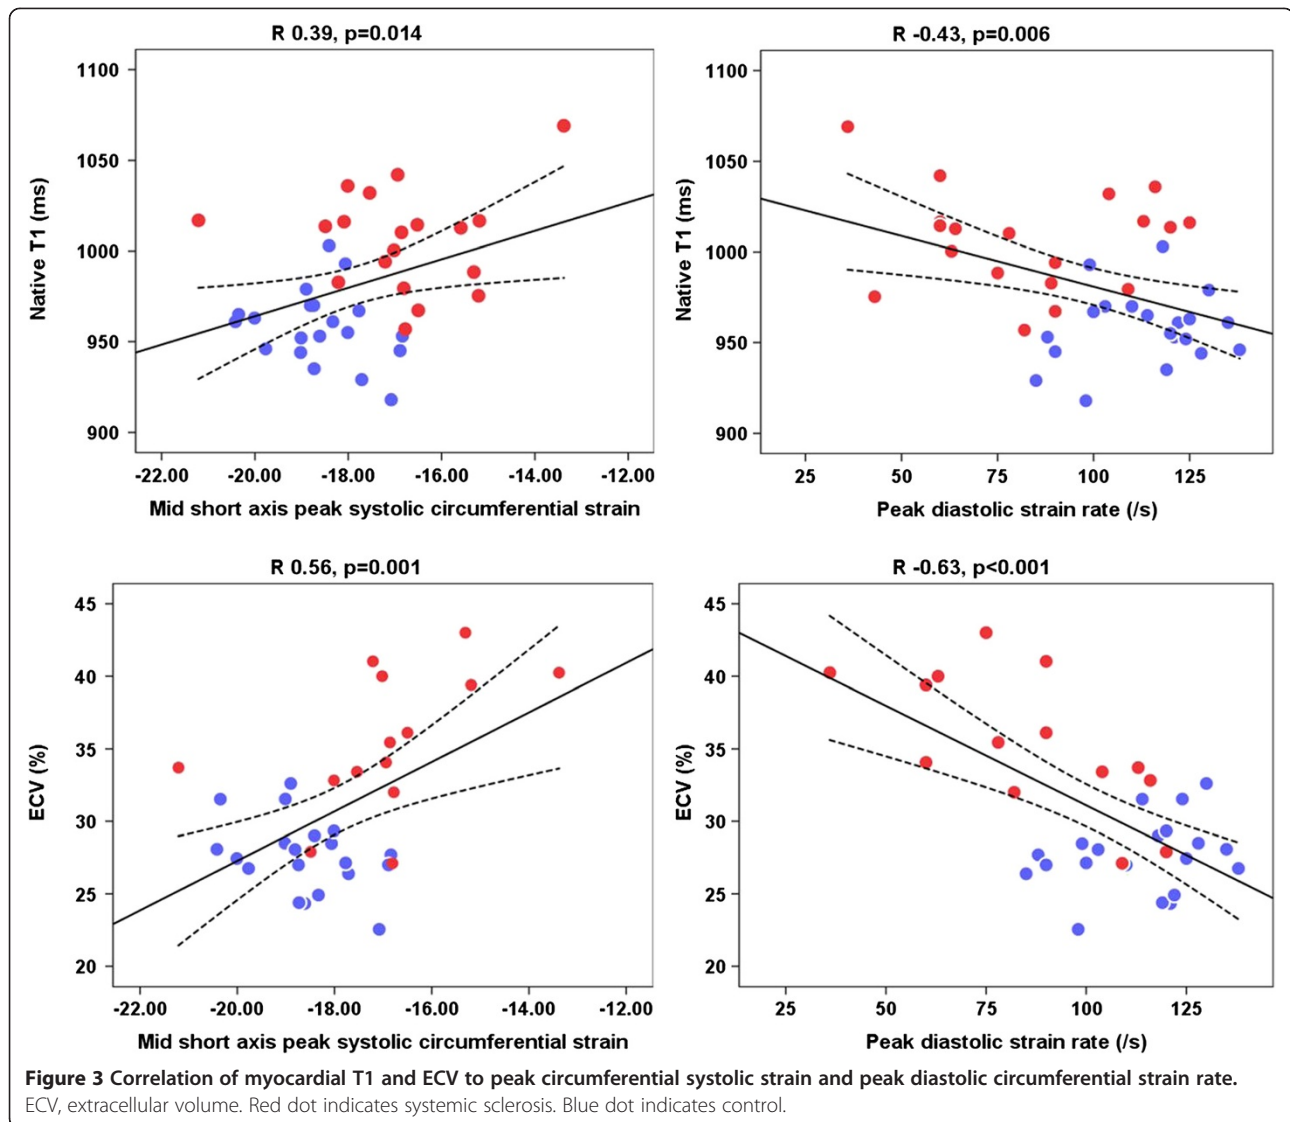 R 0.39, p=0.014
1100
1050
1000
950
900
Native T1 (ms)
-22.00 -20.00 -18.00 -16.00 -14.00 -12.00
Mid short axis peak systolic circumferential strain
R -0.43, p=0.006
1100
1050
1000
950
900
Native T1 (ms)
25 50 75 100 125
Peak diastolic strain rate (/s)
R 0.56, p=0.001
45
40
35
30
25
20
ECV (%)
-22.00 -20.00 -18.00 -16.00 -14.00 -12.00
Mid short axis peak systolic circumferential strain
R -0.63, p<0.001
45
40
35
30
25
20
ECV (%)
25 50 75 100 125
Peak diastolic strain rate (/s)
Figure 3 Correlation of myocardial T1 and ECV to peak circumferential systolic strain and peak diastolic circumferential strain rate.
ECV, extracellular volume. Red dot indicates systemic sclerosis. Blue dot indicates control.